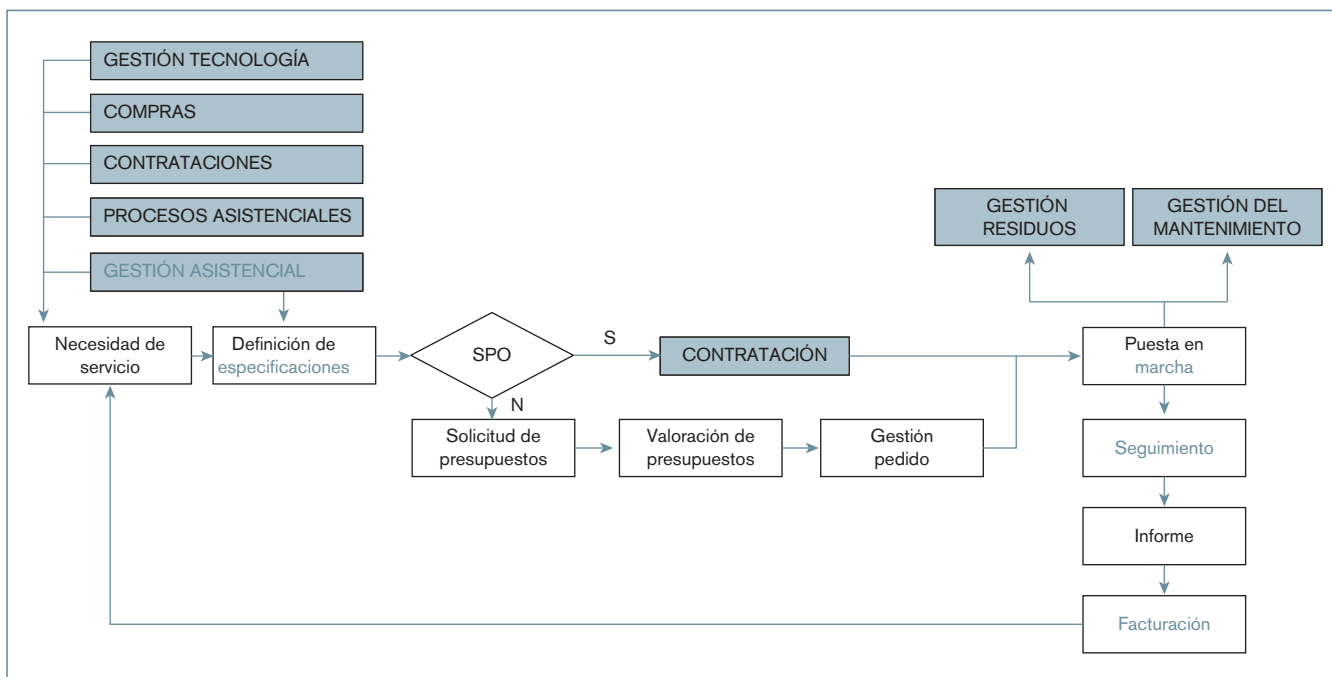 GESTIÓN TECNOLOGÍA
COMPRAS
CONTRATACIONES
PROCESOS ASISTENCIALES
GESTIÓN ASISTENCIAL
GESTIÓN
RESIDUOS
GESTIÓN DEL
MANTENIMIENTO
Necesidad de
servicio
Definición de
especificaciones
SPO
S
CONTRATACIÓN
Puesta en
marcha
N
Solicitud de
presupuestos
Valoración de
presupuestos
Gestión
pedido
Seguimiento
Informe
Facturación